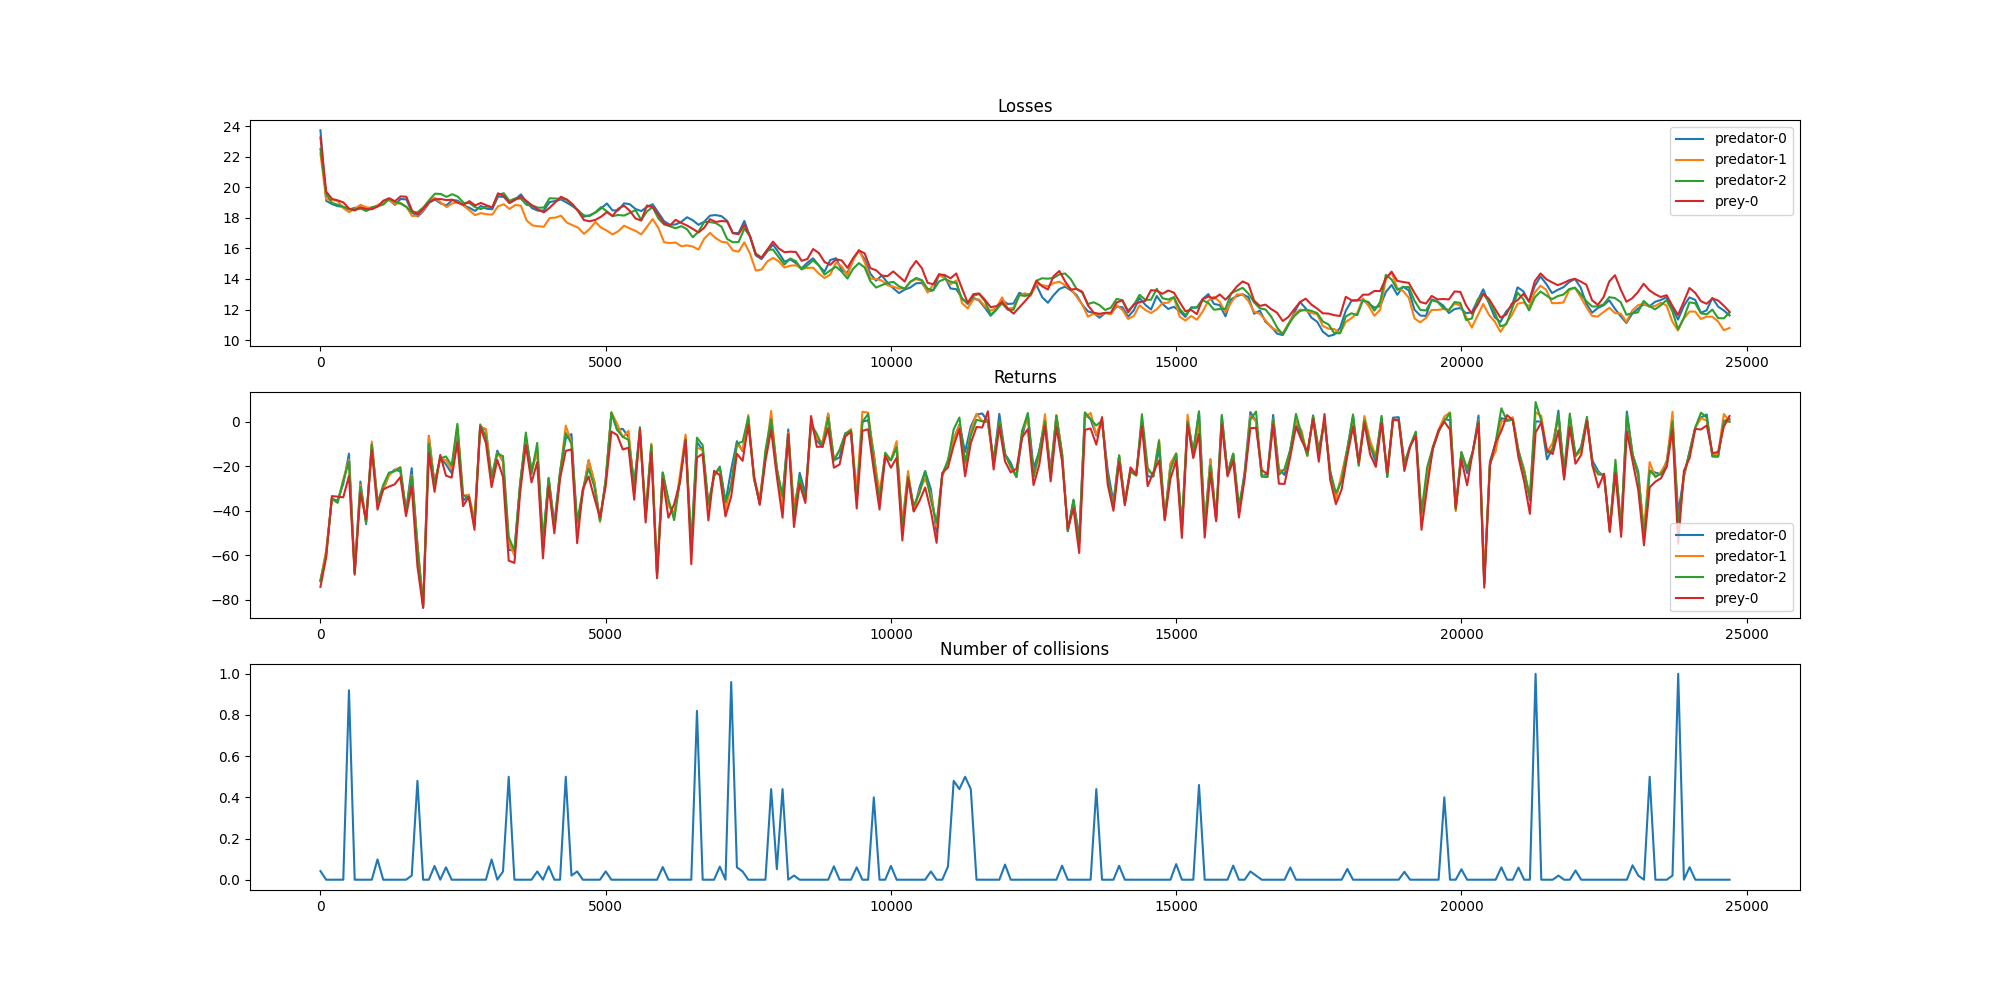 Losses
24
22
20
18
16
14
12
10
predator-0
predator-1
predator-2
prey-0
0 5000 10000 15000 20000 25000
Returns
0
−20
−40
−60
−80
predator-0
predator-1
predator-2
prey-0
0 5000 10000 15000 20000 25000
Number of collisions
1.0
0.8
0.6
0.4
0.2
0.0
0 5000 10000 15000 20000 25000